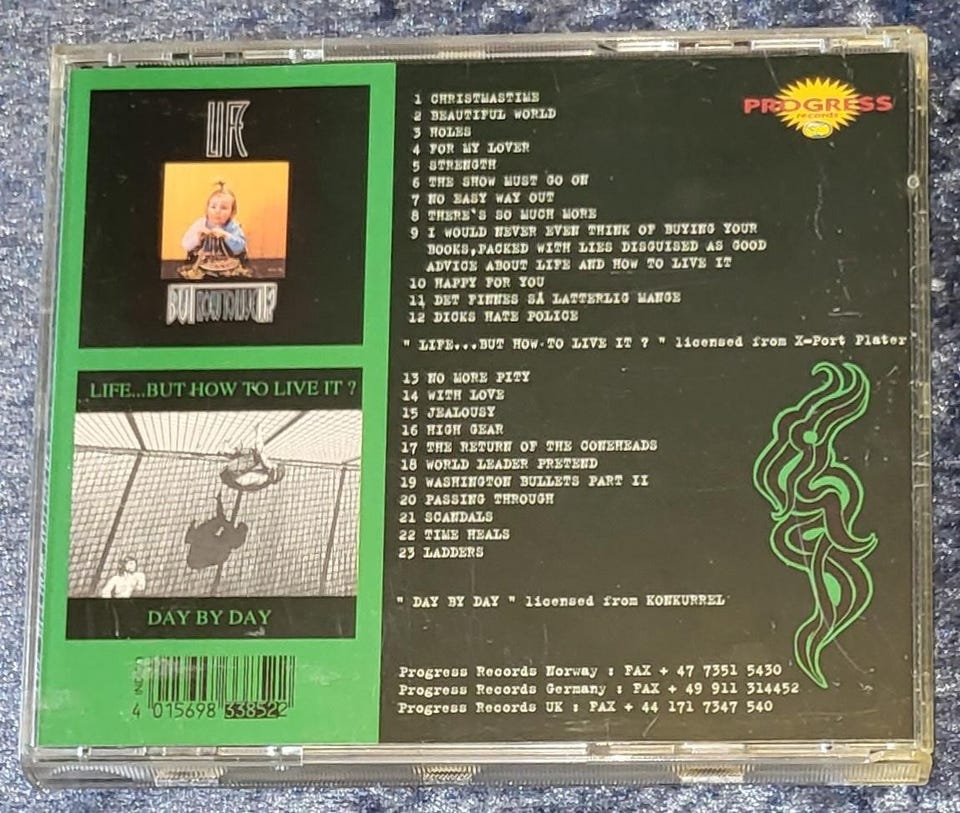 LIFE
BUT HOW TO LIVE IT ?
LIFE...BUT HOW TO LIVE IT ?
DAY BY DAY
4 015698 338522
1 CHRISTMASTIME
2 BEAUTIFUL WORLD
3 HOLES
4 FOR MY LOVER
5 STRENGTH
6 THE SHOW MUST GO ON
7 NO EASY WAY OUT
8 THERE'S SO MUCH MORE
9 I WOULD NEVER EVEN THINK OF BUYING YOUR
BOOKS,PACKED WITH LIES DISGUISED AS GOOD
ADVICE ABOUT LIFE AND HOW TO LIVE IT
10 HAPPY FOR YOU
11 DET FINNES SÅ LATTERLIG MANGE
12 DICKS HATE POLICE
" LIFE...BUT HOW TO LIVE IT ? " licensed from X-Port Plater
13 NO MORE PITY
14 WITH LOVE
15 JEALOUSY
16 HIGH GEAR
17 THE RETURN OF THE CONEHEADS
18 WORLD LEADER PRETEND
19 WASHINGTON BULLETS PART II
20 PASSING THROUGH
21 SCANDALS
22 TIME HEALS
23 LADDERS
" DAY BY DAY " licensed from KONKURREL
Progress Records Norway : FAX + 47 7351 5430
Progress Records Germany : FAX + 49 911 314452
Progress Records UK : FAX + 44 171 7347 540
PROGRESS
records